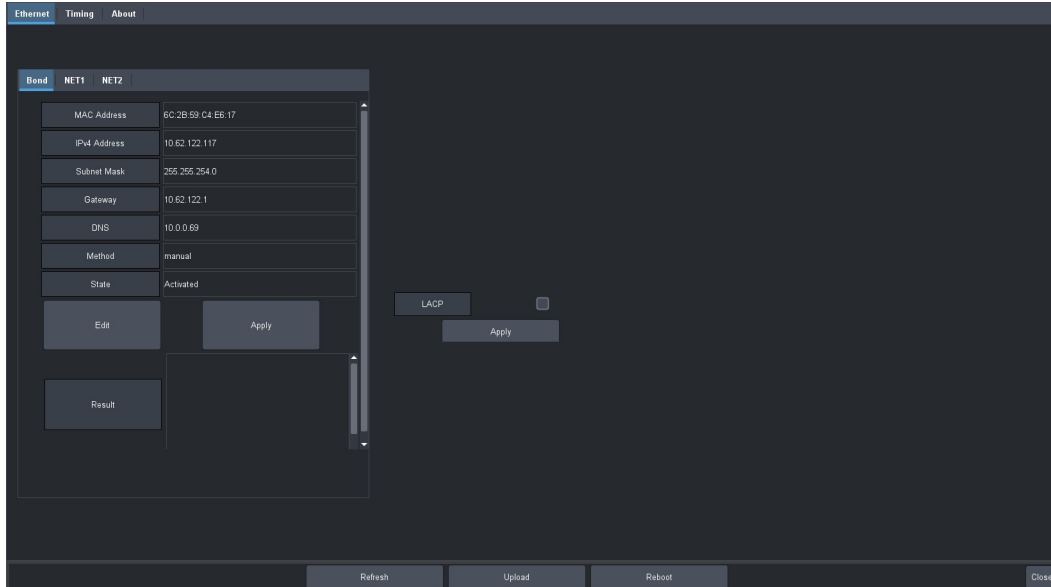 Ethernet Timing About
Bond NET1 NET2
MAC Address 6C:2B:59:C4:E6:17
IPv4 Address 10.62.122.117
Subnet Mask 255.255.254.0
Gateway 10.62.122.1
DNS 10.0.0.69
Method manual
State Activated
LACP
Edit Apply
Apply
Result
Refresh Upload Reboot Close